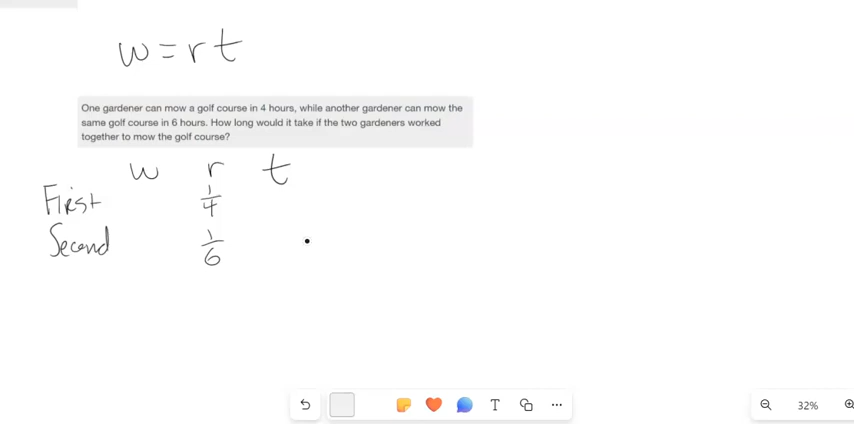 w = rt
One gardener can mow a golf course in 4 hours, while another gardener can mow the
same golf course in 6 hours. How long would it take if the two gardeners worked
together to mow the golf course?
w r t
First 1/4
Second 1/6
T
32%